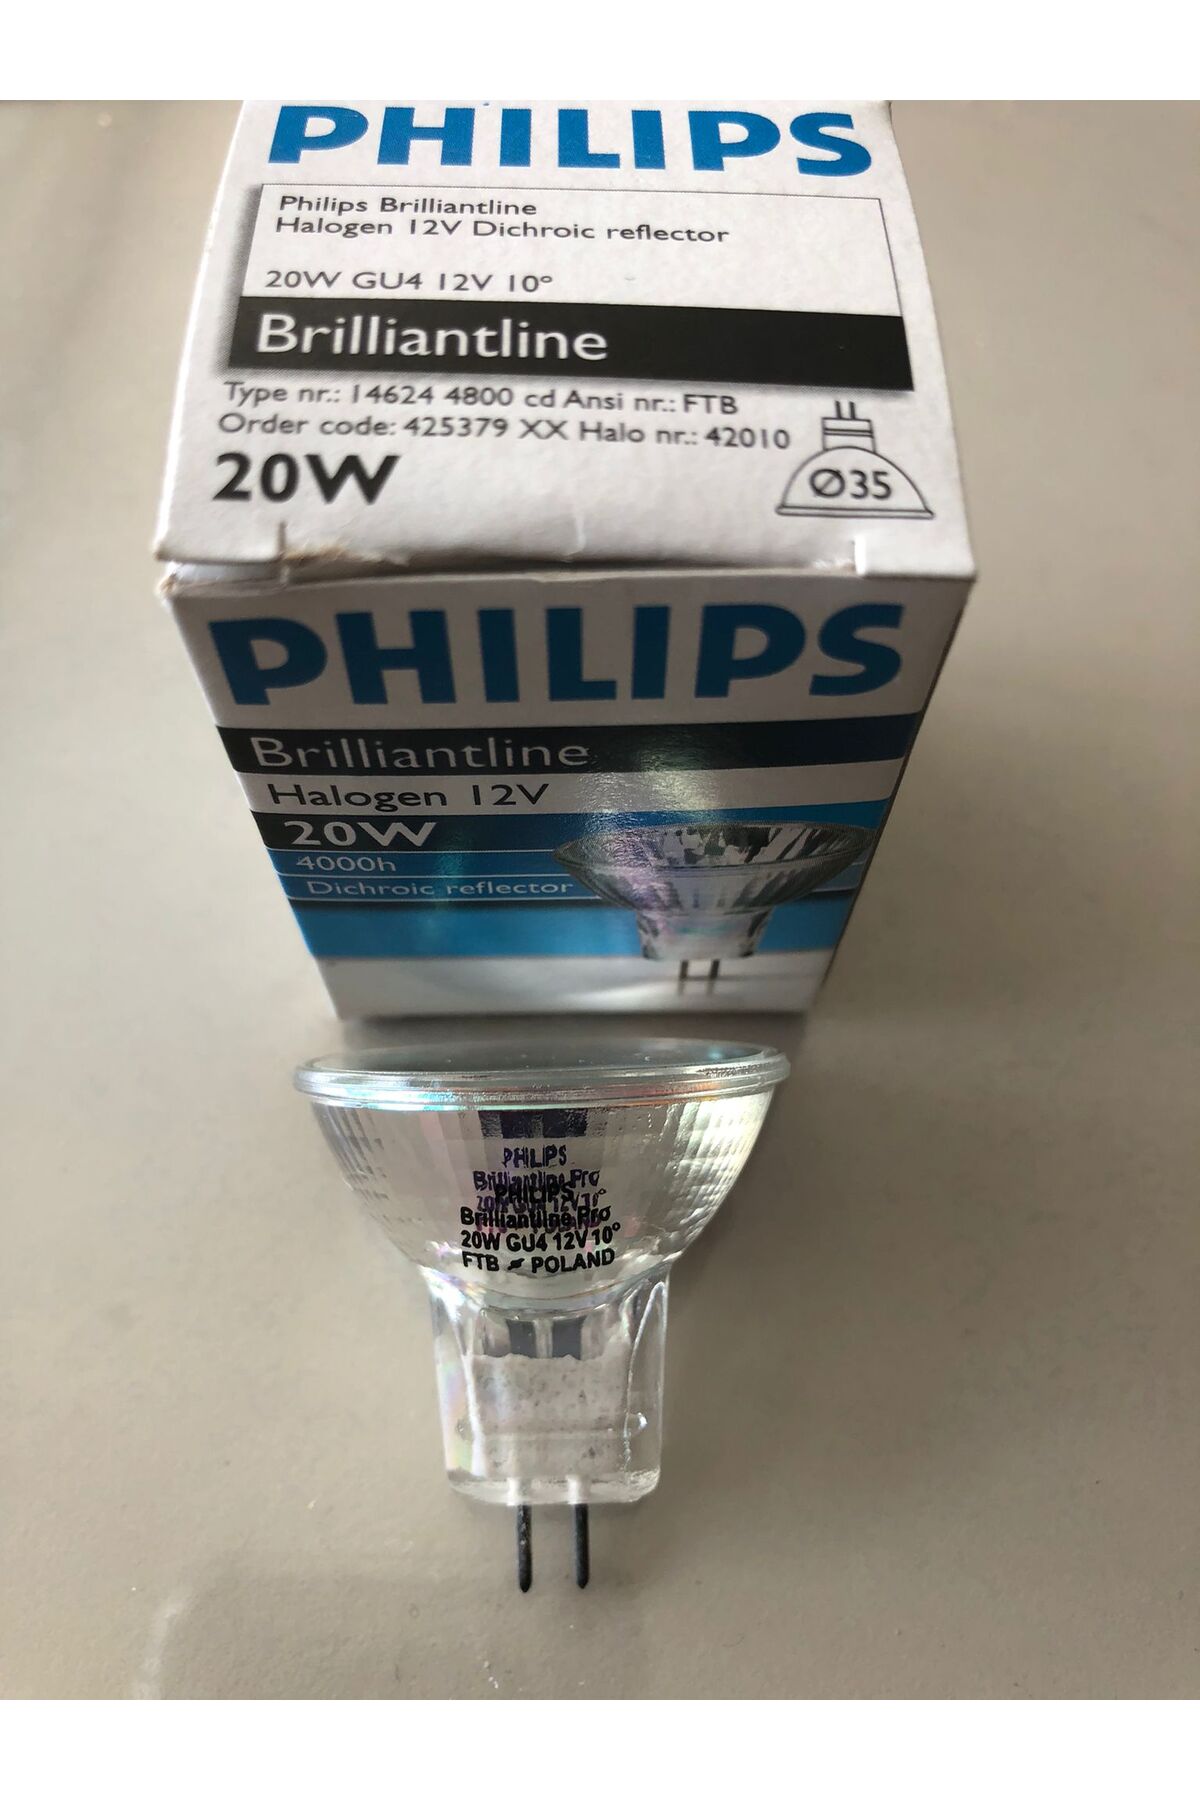 PHILIPS
Philips Brilliantline
Halogen 12V Dichroic reflector
20W GU4 12V 10°
Brilliantline
Type nr.: 14624 4800 cd Ansi nr.: FTB
Order code: 425379 XX Halo nr.: 42010
20W
Ø35
PHILIPS
Brilliantline
Halogen 12V
20W
4000h
Dichroic reflector
PHILIPS
Brilliantline Pro
20W GU4 12V 10°
FTB POLAND